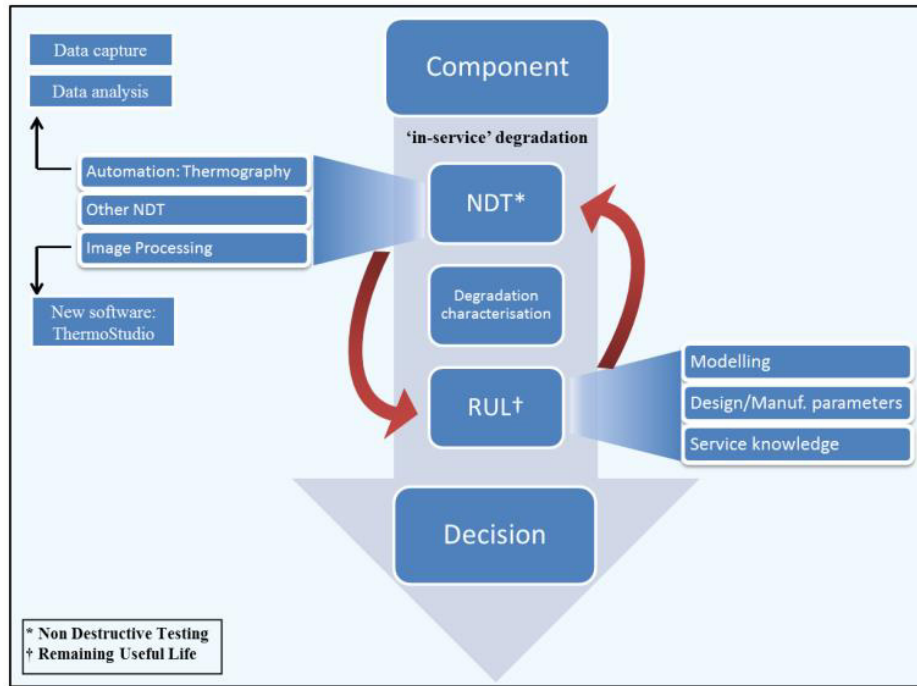 Data capture
Data analysis
Component
‘in-service’ degradation
Automation: Thermography
Other NDT
Image Processing
NDT*
New software:
ThermoStudio
Degradation
characterisation
RUL†
Modelling
Design/Manuf. parameters
Service knowledge
Decision
* Non Destructive Testing
† Remaining Useful Life